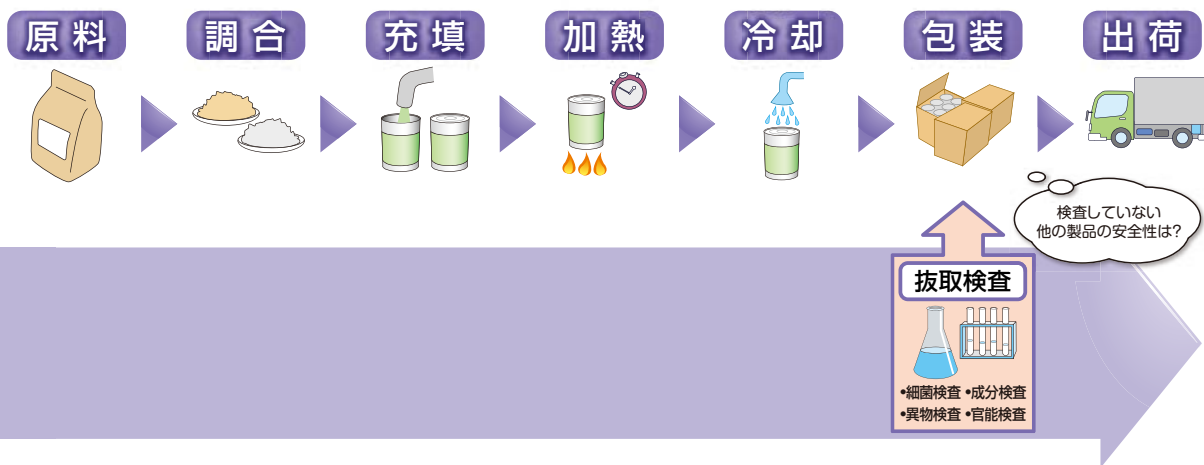 原料
調合
充填
加熱
冷却
包装
出荷
検査していない
他の製品の安全性は?
抜取検査
•細菌検査 •成分検査
•異物検査 •官能検査